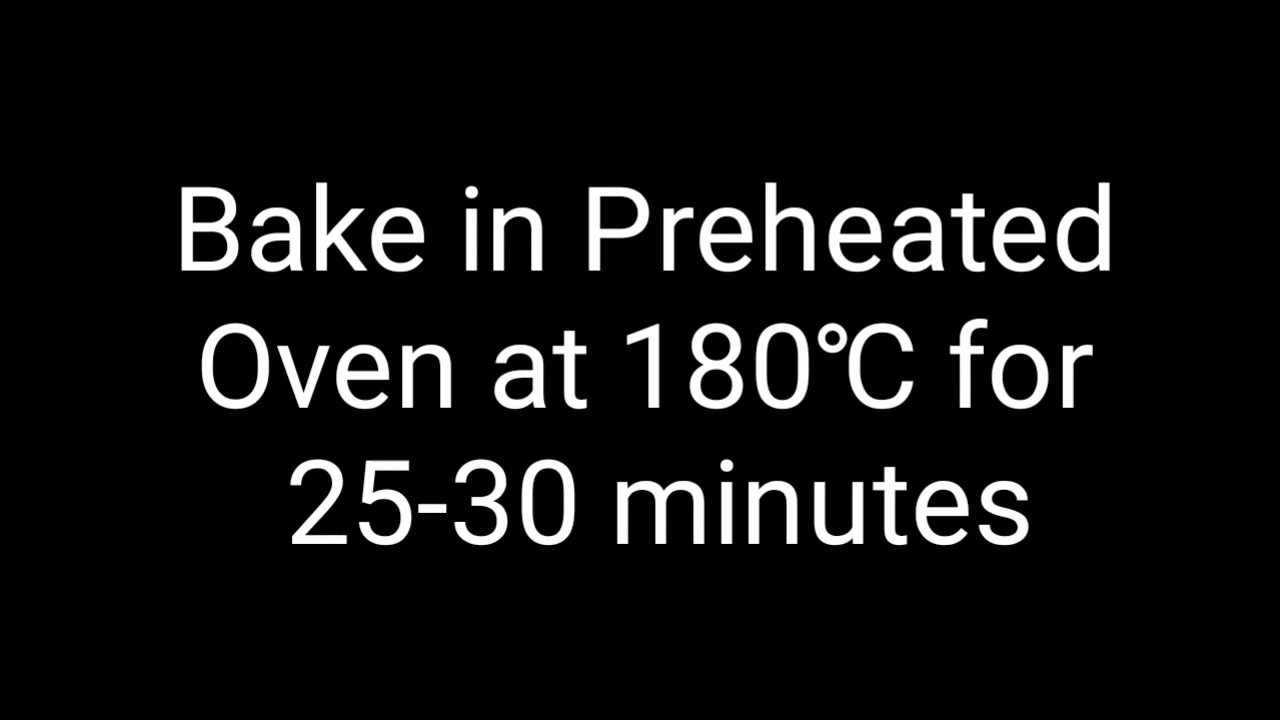 Bake in Preheated
Oven at 180℃ for
25-30 minutes